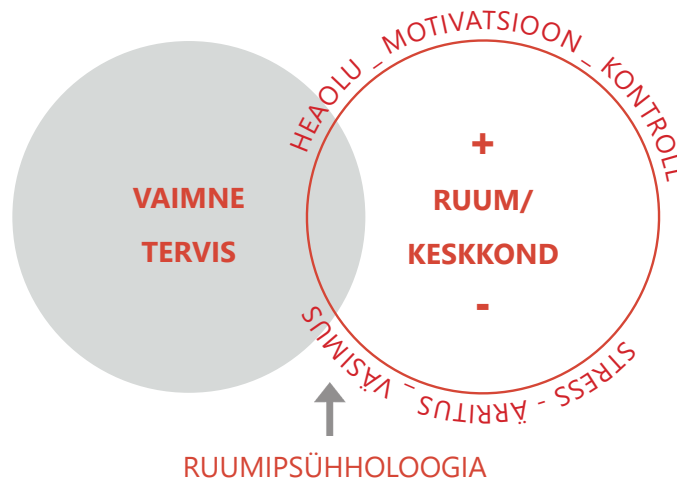 HEAOLU _ MOTIVATSIOON _ KONTROLL
+
VAIMNE
TERVIS
RUUM/
KESKKOND
-
STRESS - ÄRRITUS _ VÄSIMUS
RUUMIPSÜHHOLOOGIA